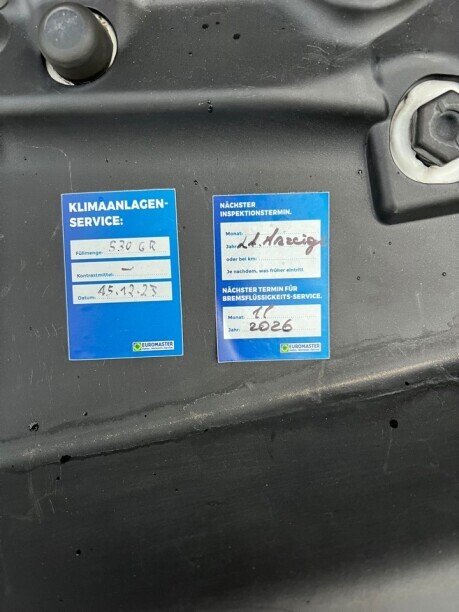 KLIMAANLAGEN-
SERVICE:
Füllmenge: 530 GR
Kontrastmittel: –
Datum: 15.12.23
EUROMASTER
NÄCHSTER
INSPEKTIONSTERMIN.
Monat:
Jahr:
oder bei km:
Je nachdem, was früher eintritt
NÄCHSTER TERMIN FÜR
BREMSFLÜSSIGKEITS-SERVICE.
Monat:
Jahr: 2026
EUROMASTER